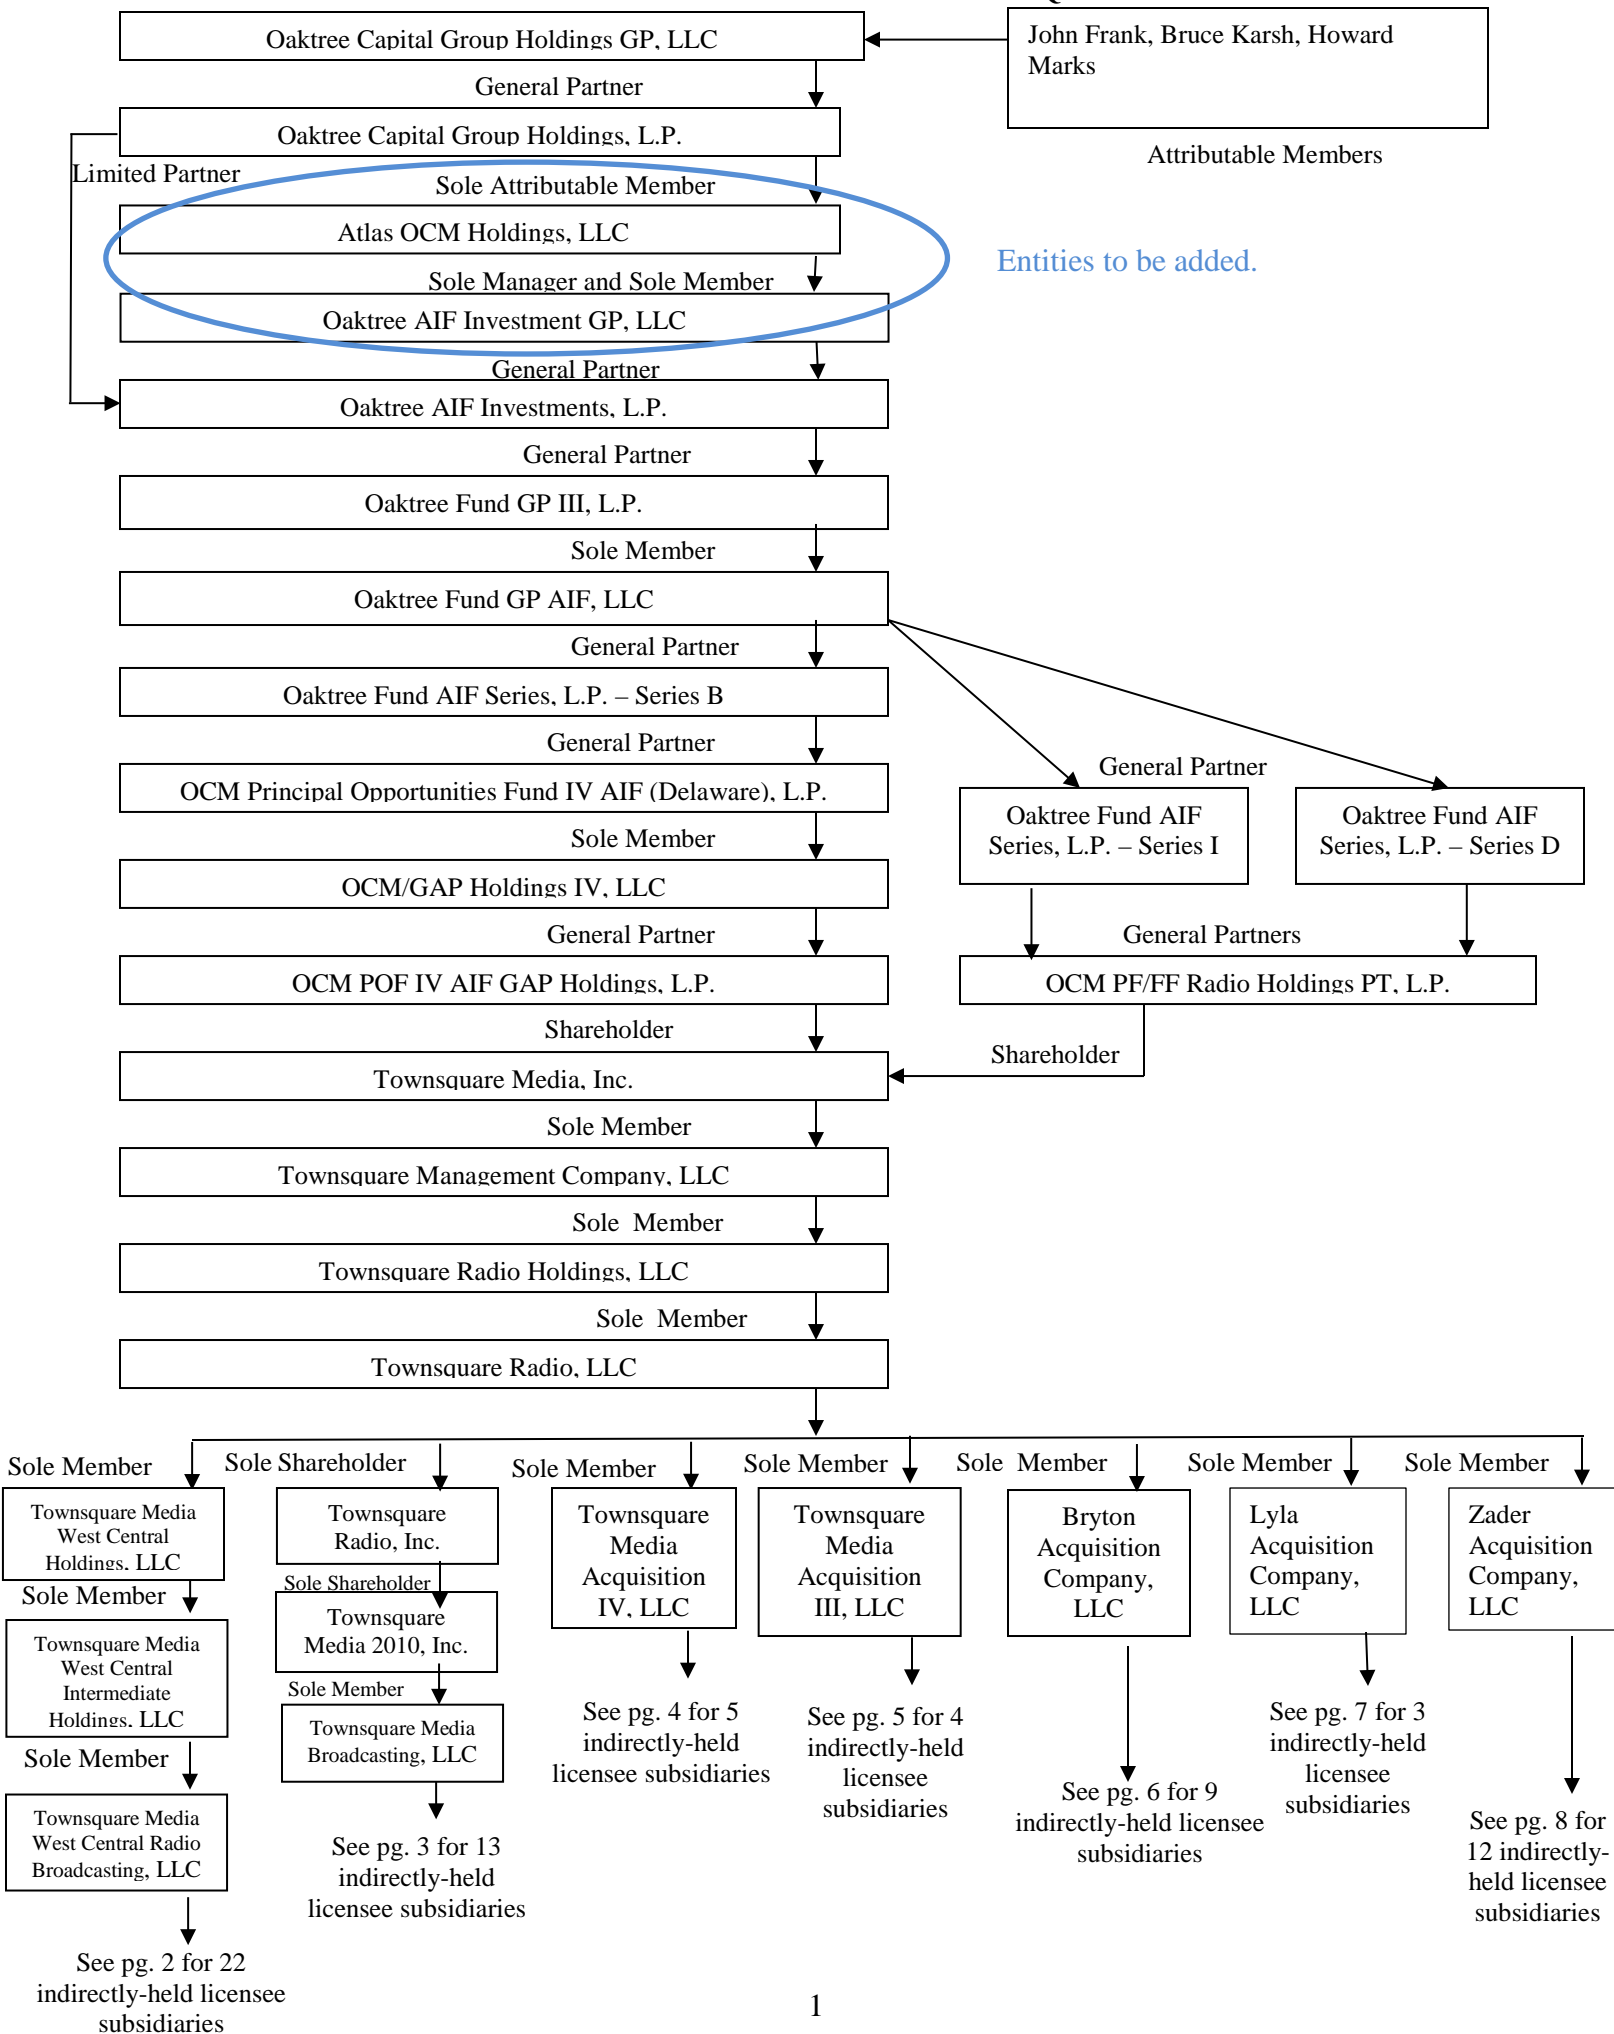 Oaktree Capital Group Holdings GP, LLC
John Frank, Bruce Karsh, Howard
Marks
General Partner
Oaktree Capital Group Holdings, L.P.
Attributable Members
Limited Partner
Sole Attributable Member
Atlas OCM Holdings, LLC
Entities to be added.
Sole Manager and Sole Member
Oaktree AIF Investment GP, LLC
General Partner
Oaktree AIF Investments, L.P.
General Partner
Oaktree Fund GP III, L.P.
Sole Member
Oaktree Fund GP AIF, LLC
General Partner
Oaktree Fund AIF Series, L.P. – Series B
General Partner
OCM Principal Opportunities Fund IV AIF (Delaware), L.P.
General Partner
Oaktree Fund AIF
Series, L.P. – Series I
Oaktree Fund AIF
Series, L.P. – Series D
Sole Member
OCM/GAP Holdings IV, LLC
General Partner
General Partners
OCM POF IV AIF GAP Holdings, L.P.
OCM PF/FF Radio Holdings PT, L.P.
Shareholder
Shareholder
Townsquare Media, Inc.
Sole Member
Townsquare Management Company, LLC
Sole Member
Townsquare Radio Holdings, LLC
Sole Member
Townsquare Radio, LLC
Sole Member
Townsquare Media
West Central
Holdings, LLC
Sole Member
Townsquare Media
West Central
Intermediate
Holdings, LLC
Sole Member
Townsquare Media
West Central Radio
Broadcasting, LLC
See pg. 2 for 22
indirectly-held licensee
subsidiaries
Sole Shareholder
Townsquare
Radio, Inc.
Sole Shareholder
Townsquare
Media 2010, Inc.
Sole Member
Townsquare Media
Broadcasting, LLC
See pg. 3 for 13
indirectly-held
licensee subsidiaries
Sole Member
Townsquare
Media
Acquisition
IV, LLC
See pg. 4 for 5
indirectly-held
licensee subsidiaries
Sole Member
Townsquare
Media
Acquisition
III, LLC
See pg. 5 for 4
indirectly-held
licensee
subsidiaries
Sole Member
Bryton
Acquisition
Company,
LLC
See pg. 6 for 9
indirectly-held licensee
subsidiaries
Sole Member
Lyla
Acquisition
Company,
LLC
See pg. 7 for 3
indirectly-held
licensee
subsidiaries
Sole Member
Zader
Acquisition
Company,
LLC
See pg. 8 for
12 indirectly-
held licensee
subsidiaries
1